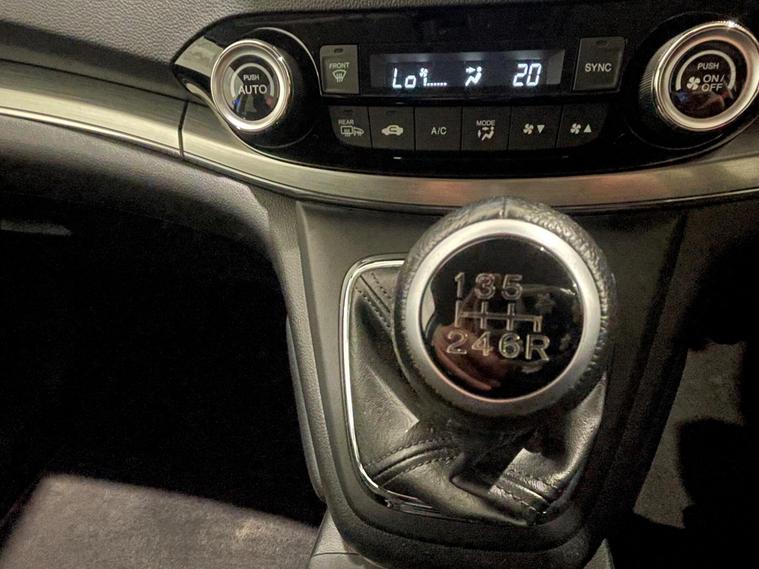 PUSH
AUTO
FRONT
Lo
20
SYNC
PUSH
ON/
OFF
REAR
A/C
MODE
1 3 5
2 4 6 R